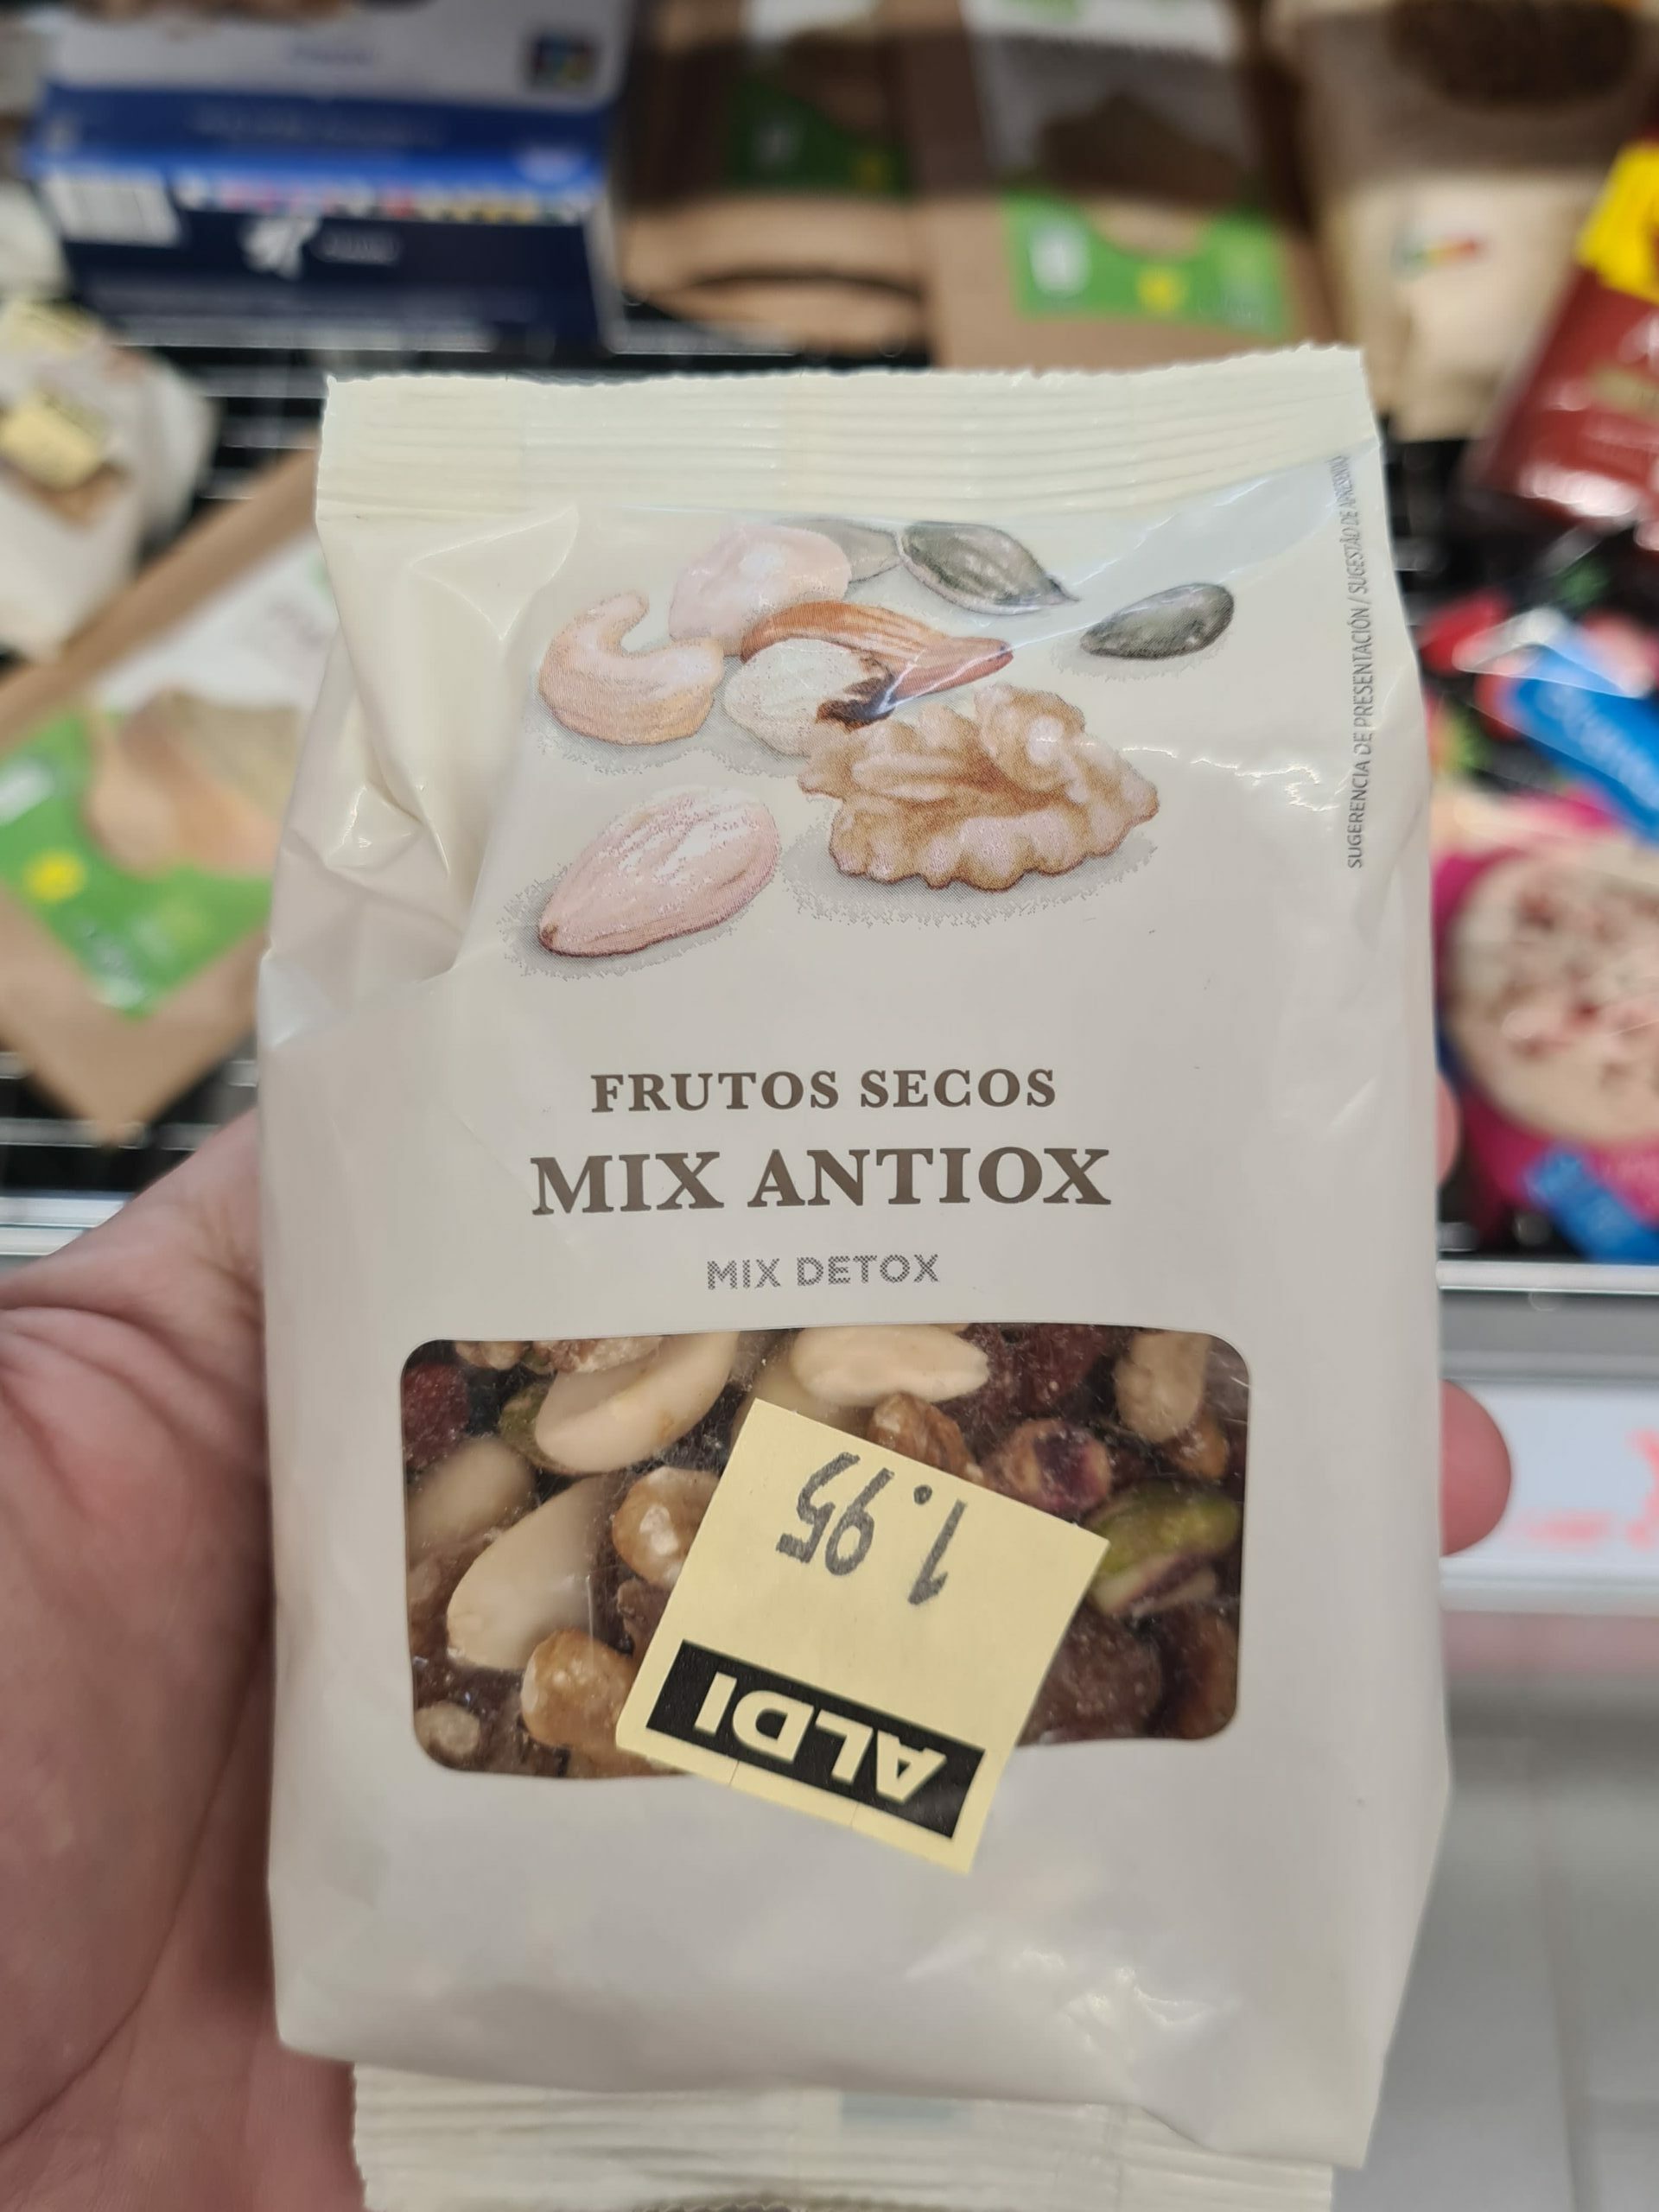 SUGERENCIA DE PRESENTACIÓN / SUGESTÃO DE APRESENTAÇÃO
FRUTOS SECOS
MIX ANTIOX
MIX DETOX
1.95
ALDI